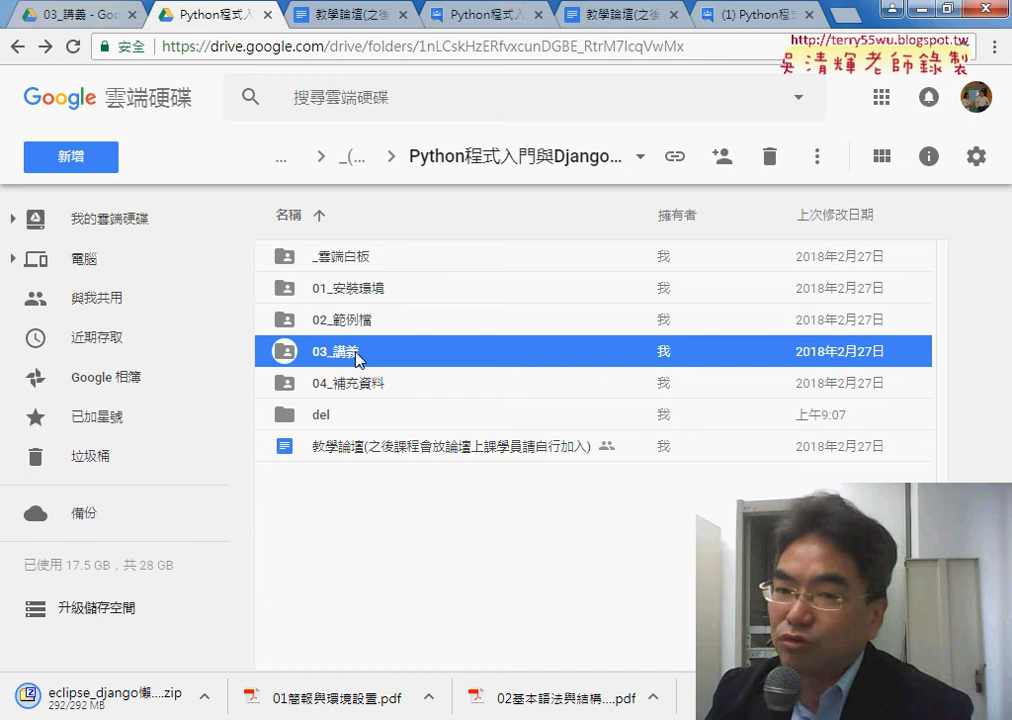 03_講義 - Goo
Python程式入
教學論壇(之後
Python程式入
教學論壇(之後
(1) Python程式
安全
https://drive.google.com/drive/folders/1nLCskHzERfvxcunDGBE_RtrM7IcqVwMx
http://terry55wu.blogspot.tw
吳清輝老師錄製
Google 雲端硬碟
搜尋雲端硬碟
新增
...
_(...
Python程式入門與Django...
我的雲端硬碟
電腦
與我共用
近期存取
Google 相簿
已加星號
垃圾桶
備份
已使用 17.5 GB，共 28 GB
升級儲存空間
名稱 擁有者 上次修改日期
_雲端白板 我 2018年2月27日
01_安裝環境 我 2018年2月27日
02_範例檔 我 2018年2月27日
03_講義 我 2018年2月27日
04_補充資料 我 2018年2月27日
del 我 上午9:07
教學論壇(之後課程會放論壇上課學員請自行加入) 我 2018年2月27日
eclipse_django懶....zip
292/292 MB
01簡報與環境設置.pdf
02基本語法與結構....pdf